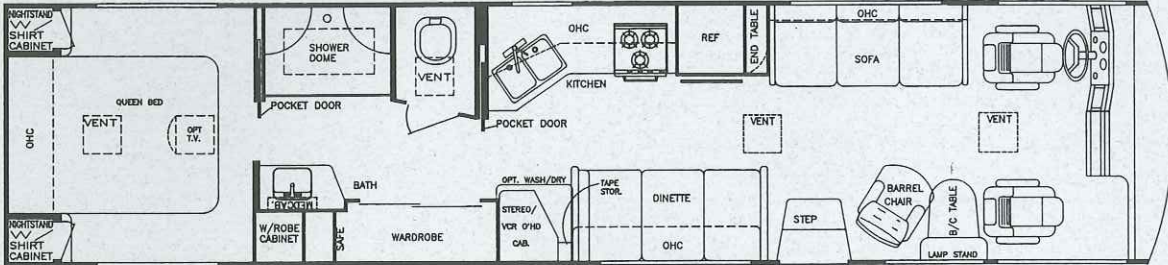 NIGHTSTAND
W/
SHIRT
CABINET
OHC
QUEEN BED
VENT
OPT
T.V.
NIGHTSTAND
W/
SHIRT
CABINET
SHOWER
DOME
POCKET DOOR
VENT
POCKET DOOR
BATH
MEDCAB
W/ROBE
CABINET
SAFE
WARDROBE
OHC
KITCHEN
REF
END TABLE
OPT. WASH/DRY
STEREO/
VCR O'HD
CAB.
TAPE
STOR.
DINETTE
OHC
OHC
SOFA
VENT
VENT
STEP
BARREL
CHAIR
B/C TABLE
LAMP STAND